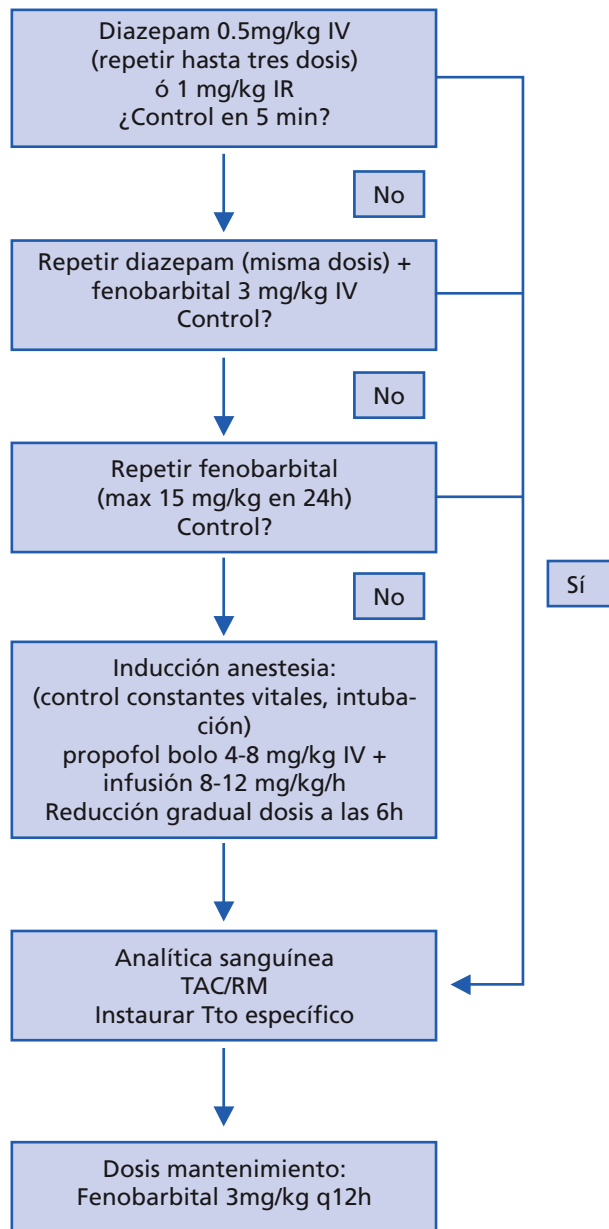 Diazepam 0.5mg/kg IV
(repetir hasta tres dosis)
ó 1 mg/kg IR
¿Control en 5 min?
No
Repetir diazepam (misma dosis) +
fenobarbital 3 mg/kg IV
Control?
No
Repetir fenobarbital
(max 15 mg/kg en 24h)
Control?
Sí
No
Inducción anestesia:
(control constantes vitales, intuba-
ción)
propofol bolo 4-8 mg/kg IV +
infusión 8-12 mg/kg/h
Reducción gradual dosis a las 6h
Analítica sanguínea
TAC/RM
Instaurar Tto específico
Dosis mantenimiento:
Fenobarbital 3mg/kg q12h